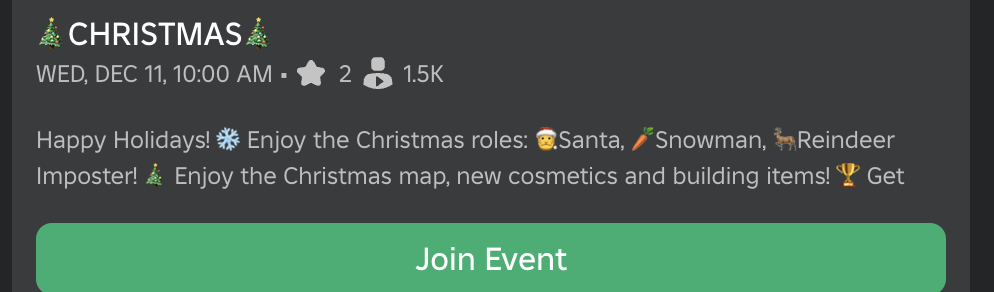 🎄CHRISTMAS🎄
WED, DEC 11, 10:00 AM • 2 1.5K
Happy Holidays! ❄️ Enjoy the Christmas roles: 🎅Santa, 🥕Snowman, 🦌Reindeer
Imposter! 🎄 Enjoy the Christmas map, new cosmetics and building items! 🏆 Get
Join Event